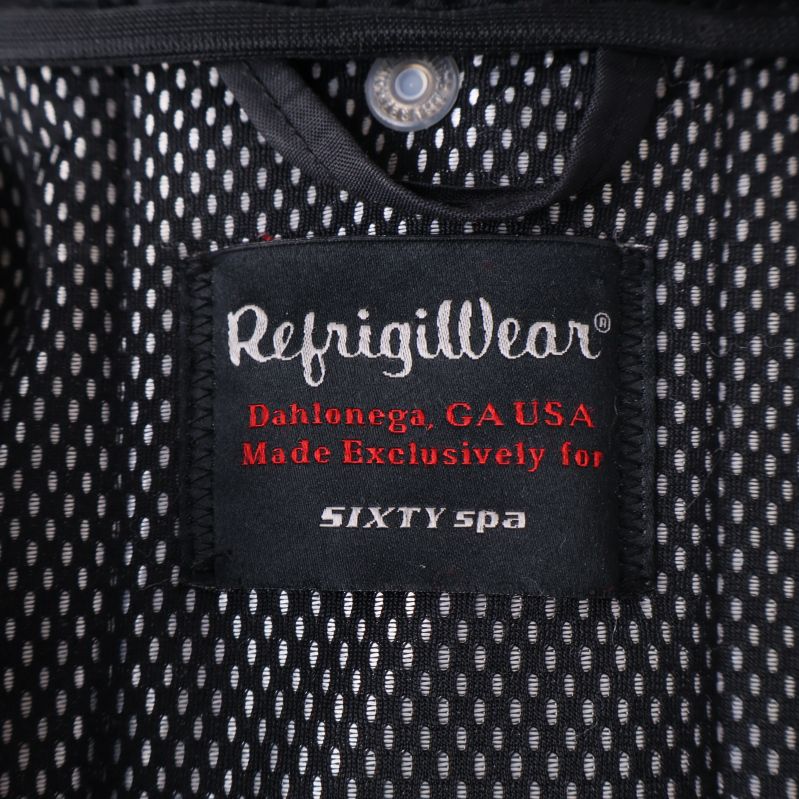 RefrigiWear®
Dahlonega, GA USA
Made Exclusively for
SIXTY spa